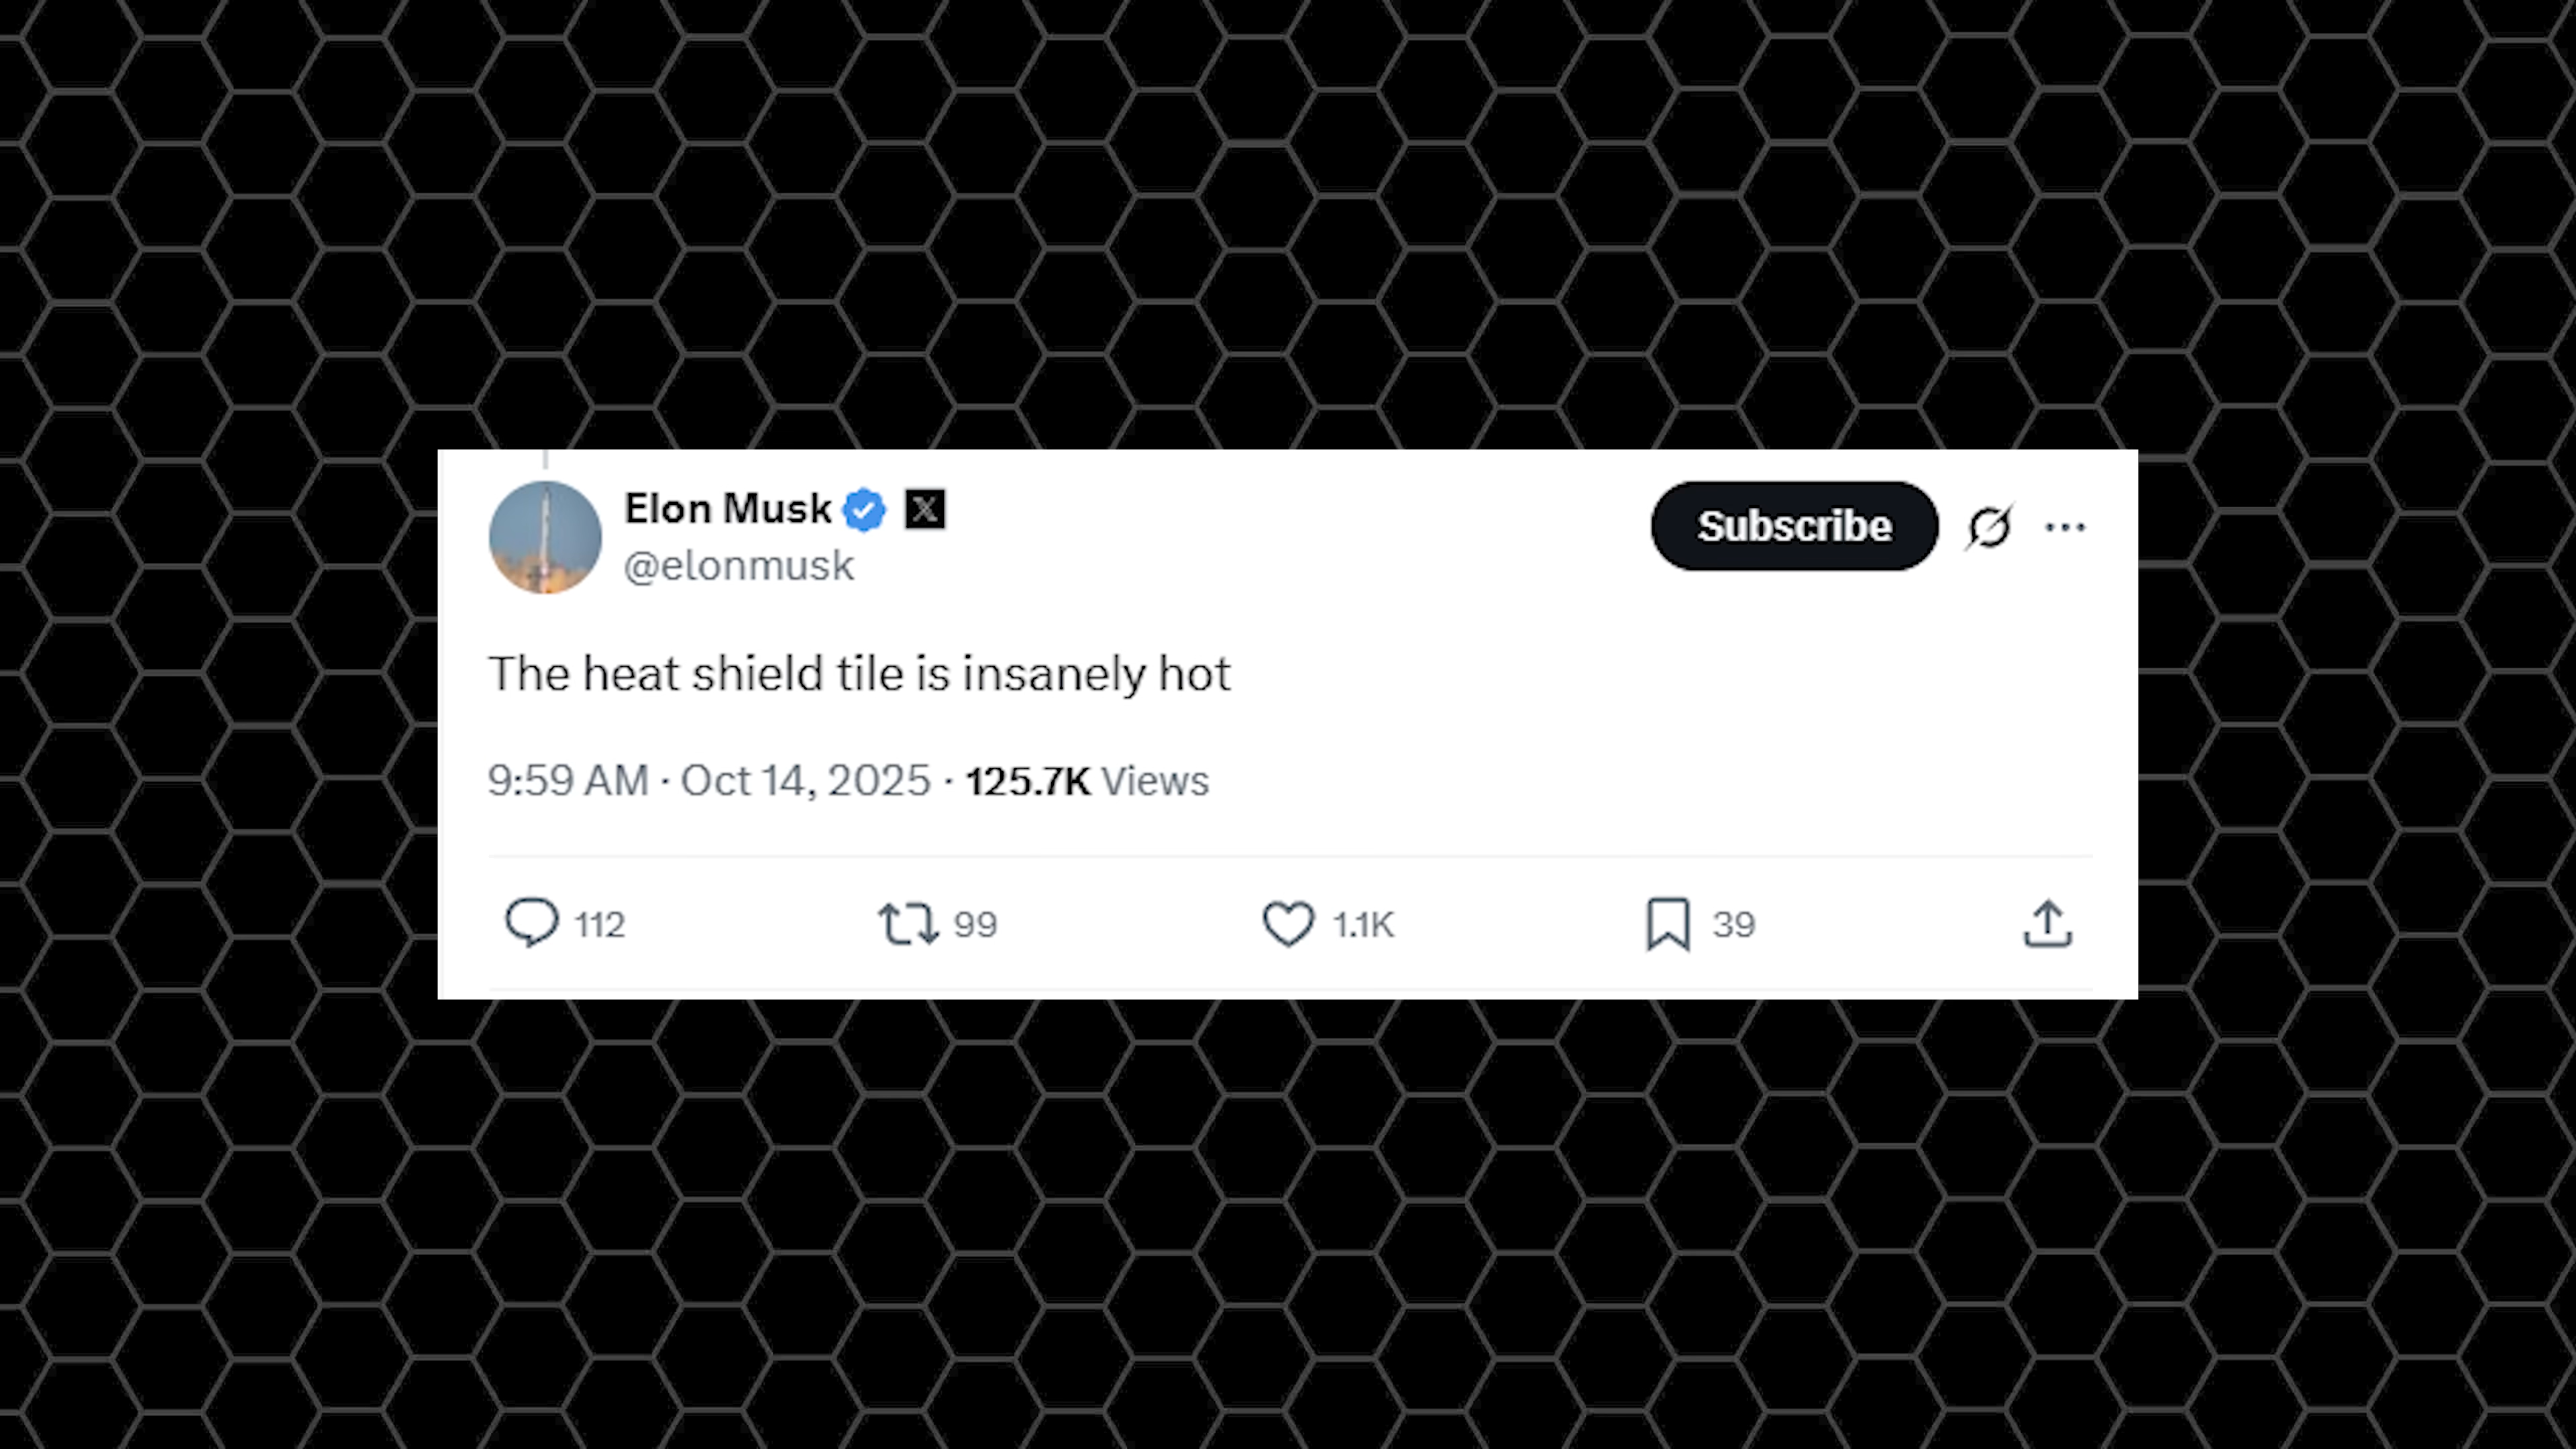 Elon Musk
@elonmusk
Subscribe
The heat shield tile is insanely hot
9:59 AM · Oct 14, 2025 · 125.7K Views
112 99 1.1K 39